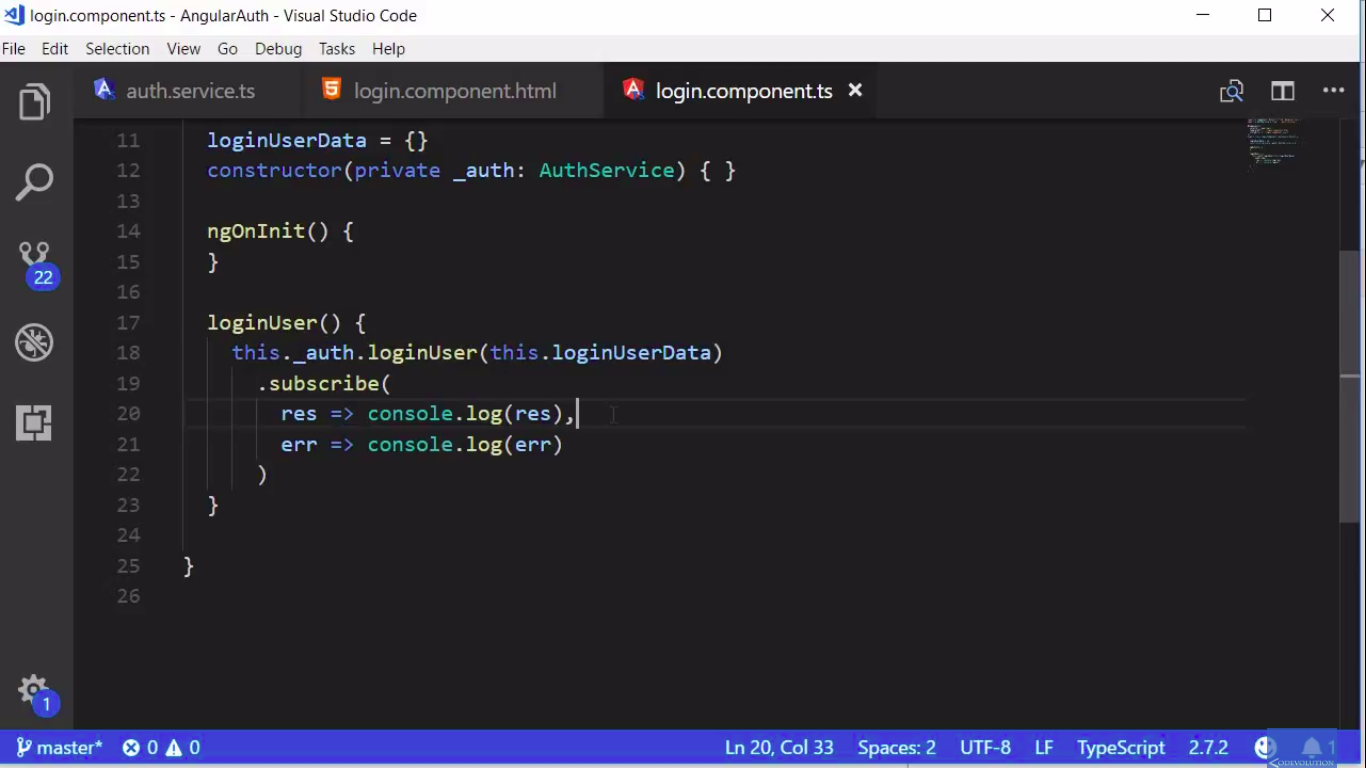 login.component.ts - AngularAuth - Visual Studio Code
File Edit Selection View Go Debug Tasks Help
auth.service.ts login.component.html login.component.ts
11 loginUserData = {}
12 constructor(private _auth: AuthService) { }
13
14 ngOnInit() {
15 }
16
17 loginUser() {
18 this._auth.loginUser(this.loginUserData)
19 .subscribe(
20 res => console.log(res),
21 err => console.log(err)
22 )
23 }
24
25 }
26
22
1
master* 0 0 Ln 20, Col 33 Spaces: 2 UTF-8 LF TypeScript 2.7.2 1
CODEVOLUTION